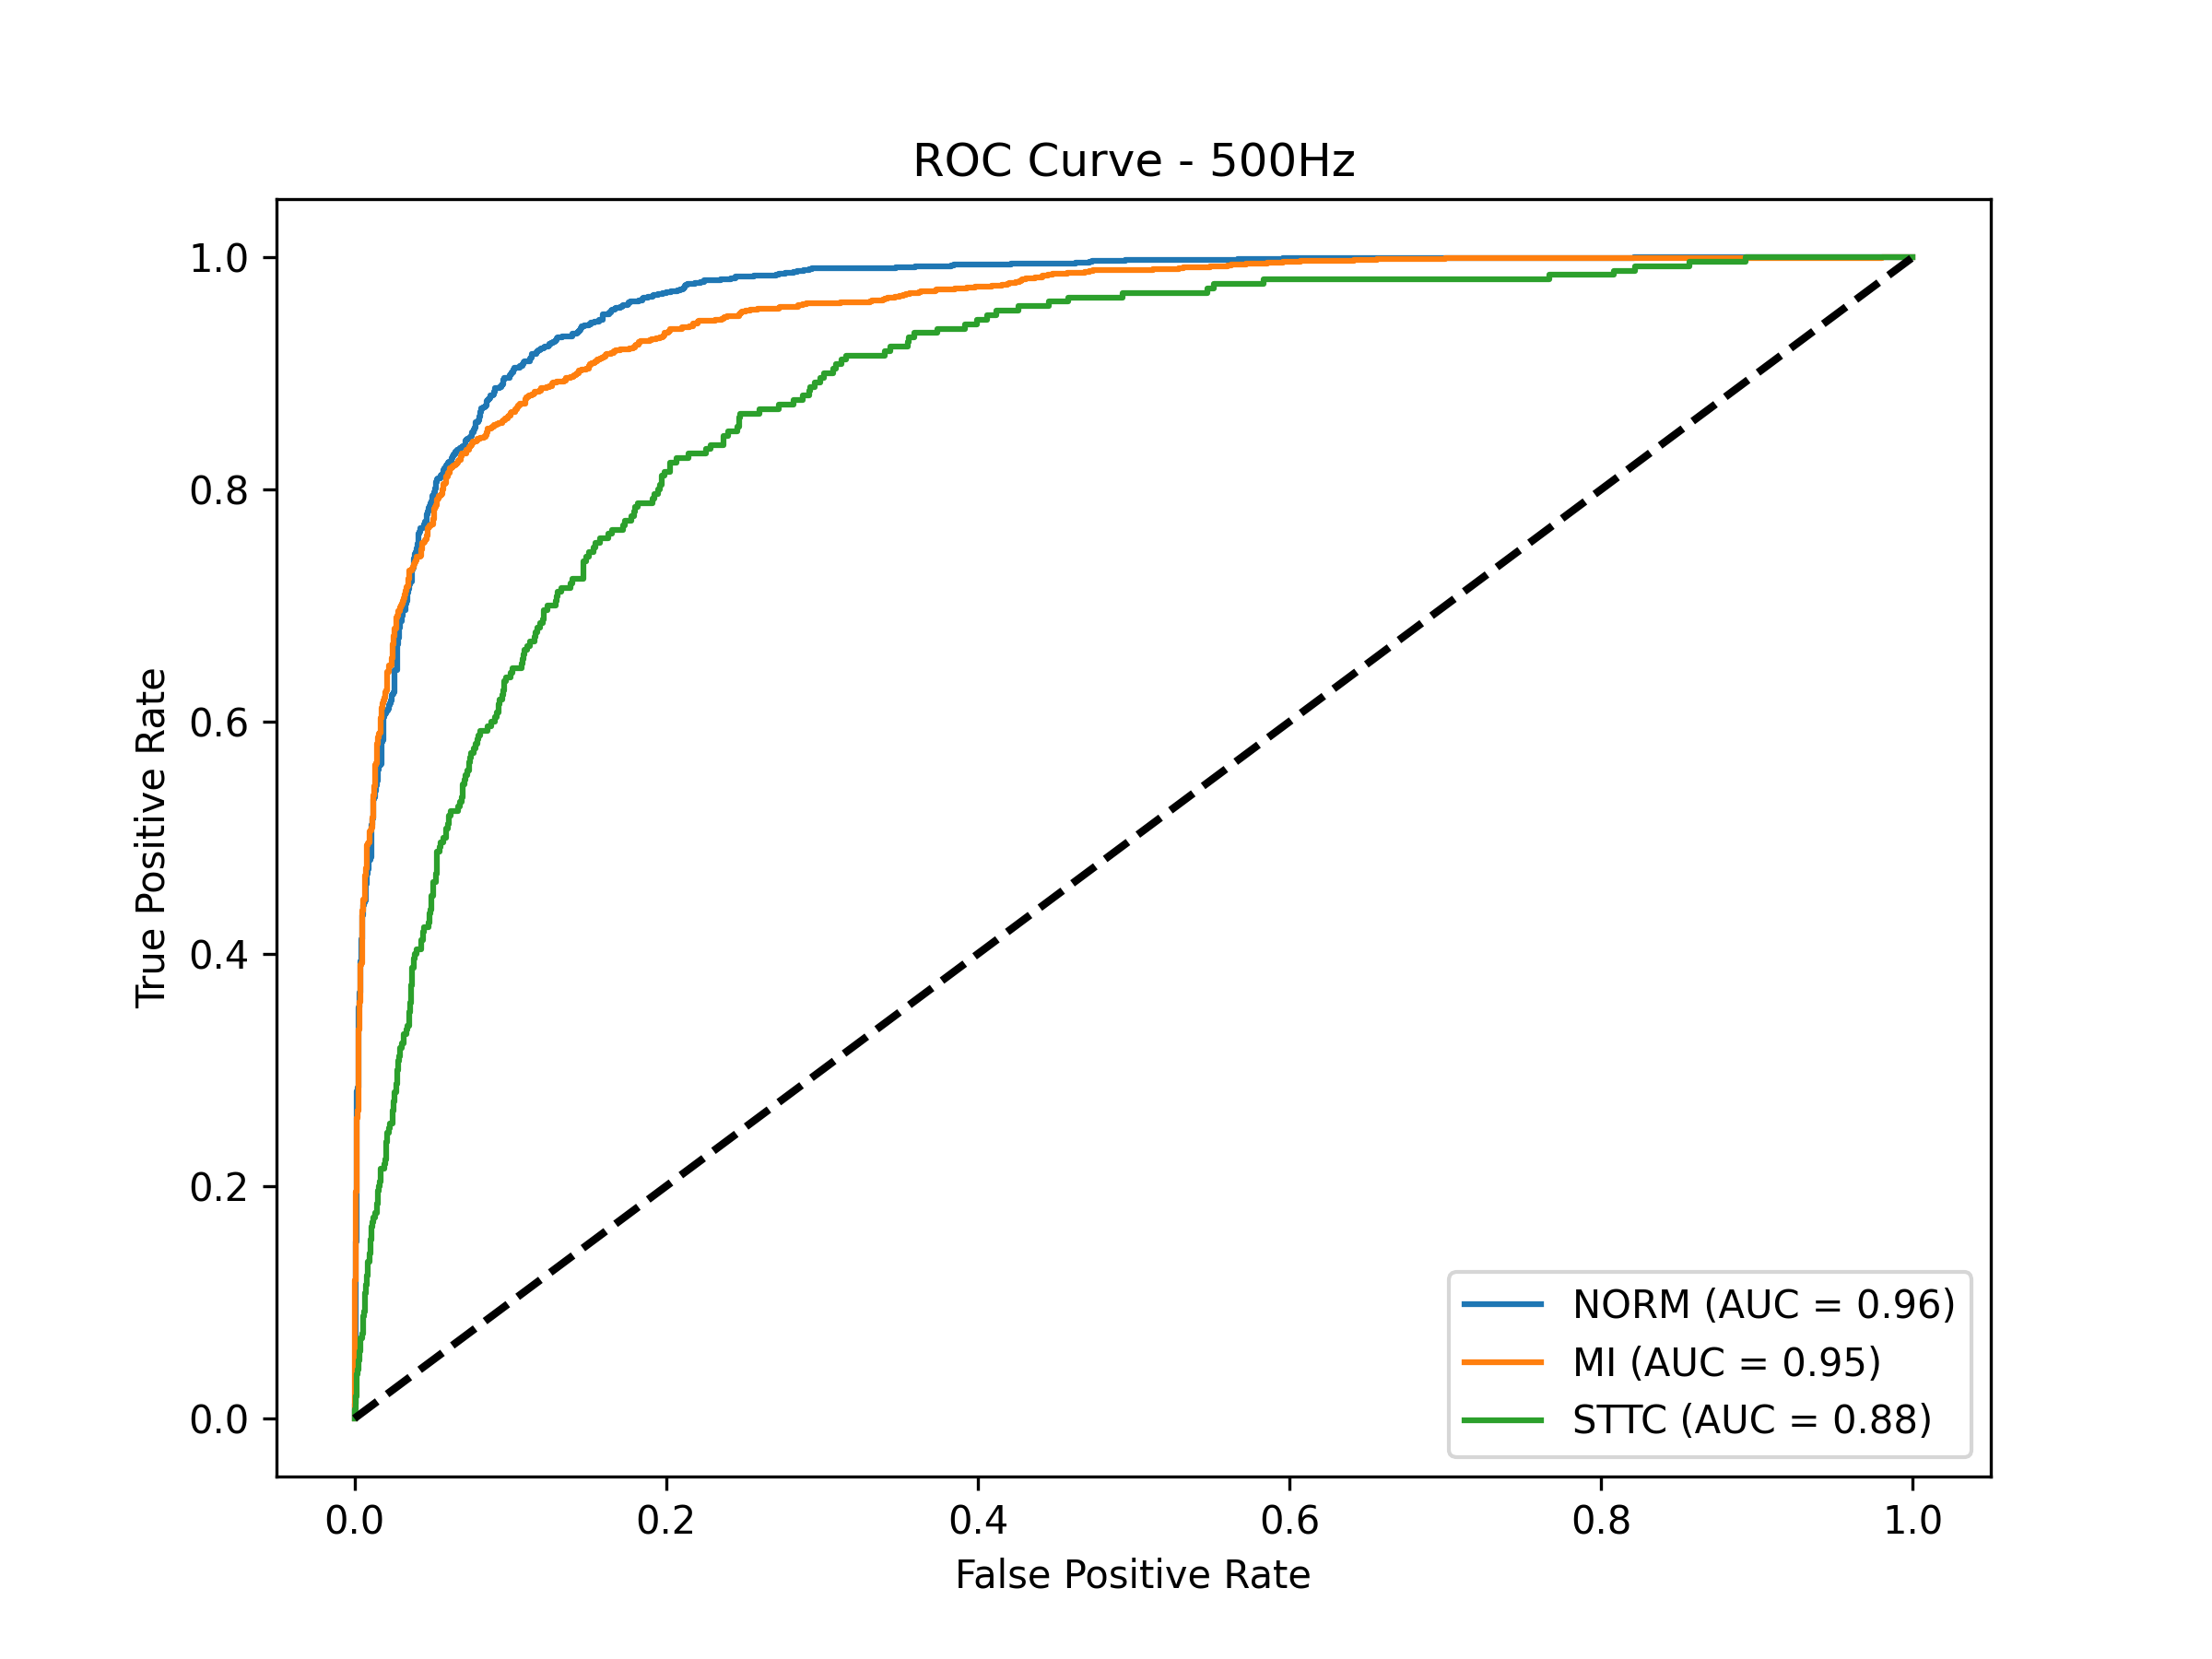 ROC Curve - 500Hz
True Positive Rate
1.0
0.8
0.6
0.4
0.2
0.0
0.0 0.2 0.4 0.6 0.8 1.0
False Positive Rate
NORM (AUC = 0.96)
MI (AUC = 0.95)
STTC (AUC = 0.88)